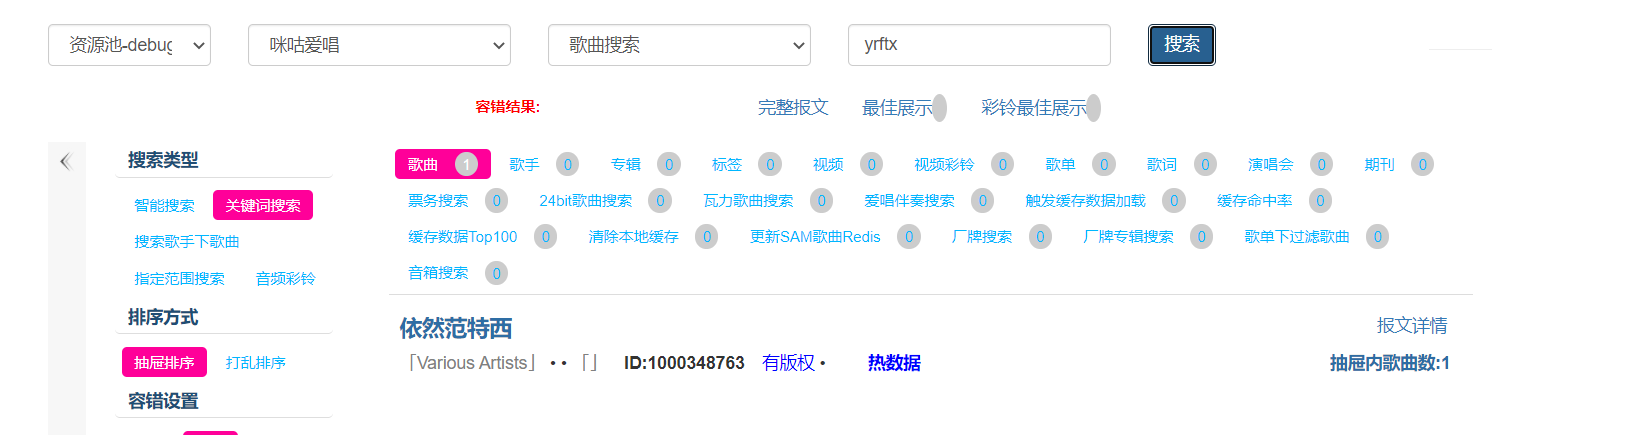 资源池-debug 咪咕爱唱 歌曲搜索 yrftx 搜索
容错结果: 完整报文 最佳展示 彩铃最佳展示
搜索类型
智能搜索 关键词搜索
搜索歌手下歌曲
指定范围搜索 音频彩铃
排序方式
抽屉排序 打乱排序
容错设置
歌曲 1 歌手 0 专辑 0 标签 0 视频 0 视频彩铃 0 歌单 0 歌词 0 演唱会 0 期刊 0
票务搜索 0 24bit歌曲搜索 0 瓦力歌曲搜索 0 爱唱伴奏搜索 0 触发缓存数据加载 0 缓存命中率 0
缓存数据Top100 0 清除本地缓存 0 更新SAM歌曲Redis 0 厂牌搜索 0 厂牌专辑搜索 0 歌单下过滤歌曲 0
音箱搜索 0
依然范特西 报文详情
「Various Artists」 • • 「」 ID:1000348763 有版权 • 热数据 抽屉内歌曲数:1